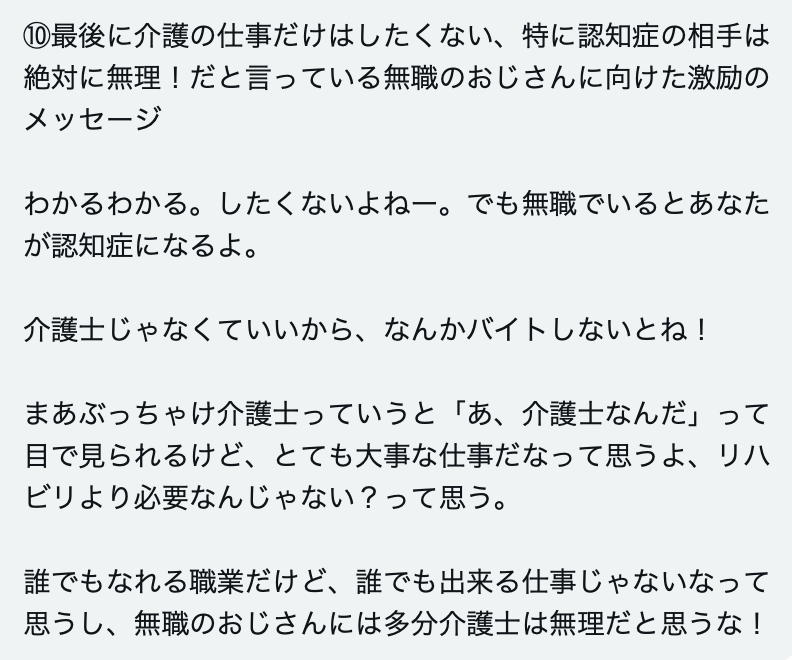 ⑩最後に介護の仕事だけはしたくない、特に認知症の相手は
絶対に無理！だと言っている無職のおじさんに向けた激励の
メッセージ
わかるわかる。したくないよねー。でも無職でいるとあなた
が認知症になるよ。
介護士じゃなくていいから、なんかバイトしないとね！
まあぶっちゃけ介護士っていうと「あ、介護士なんだ」って
目で見られるけど、とても大事な仕事だなって思うよ、リハ
ビリより必要なんじゃない？って思う。
誰でもなれる職業だけど、誰でも出来る仕事じゃないなって
思うし、無職のおじさんには多分介護士は無理だと思うな！